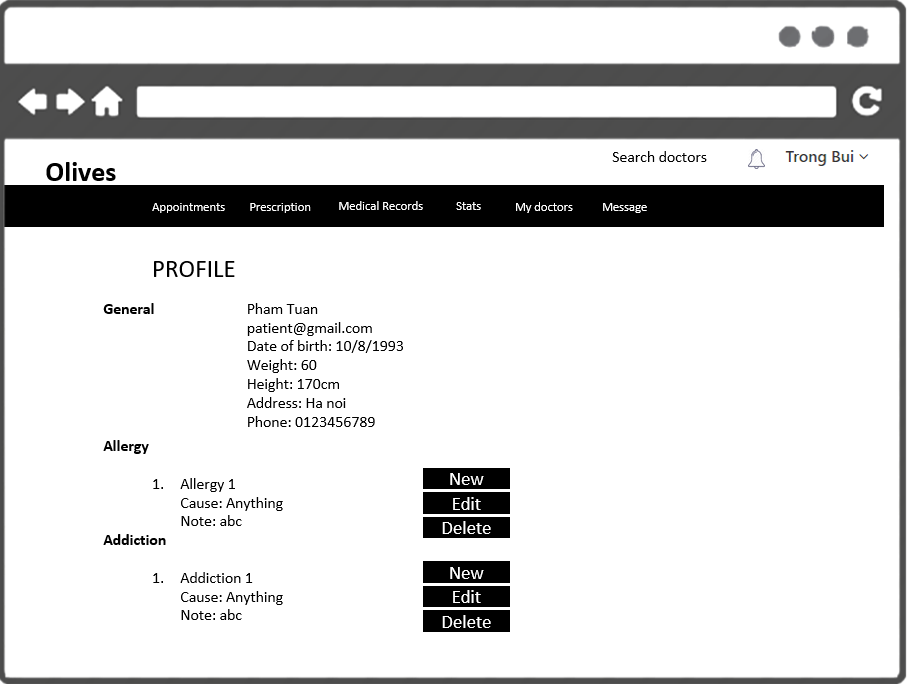 Search doctors
Trong Bui
Olives
Appointments Prescription Medical Records Stats My doctors Message
PROFILE
General
Pham Tuan
patient@gmail.com
Date of birth: 10/8/1993
Weight: 60
Height: 170cm
Address: Ha noi
Phone: 0123456789
Allergy
1. Allergy 1
Cause: Anything
Note: abc
New
Edit
Delete
Addiction
1. Addiction 1
Cause: Anything
Note: abc
New
Edit
Delete